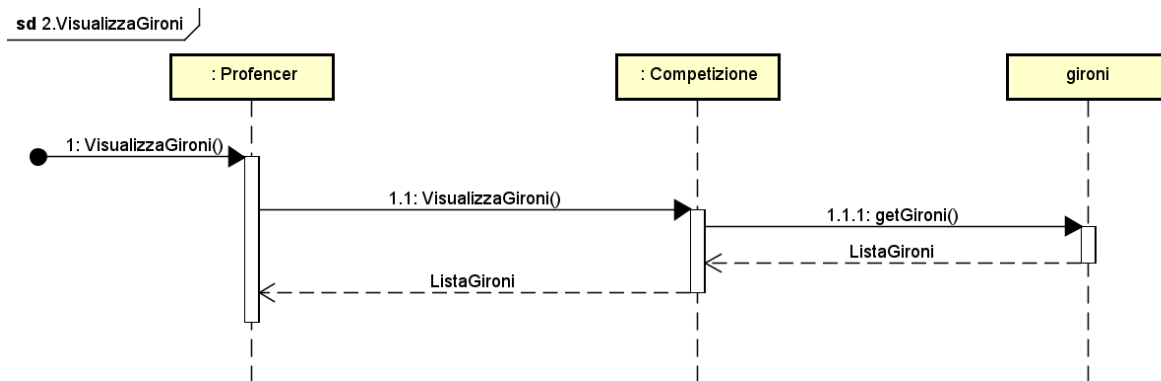 sd 2.VisualizzaGironi
: Profencer
: Competizione
gironi
1: VisualizzaGironi()
1.1: VisualizzaGironi()
1.1.1: getGironi()
ListaGironi
ListaGironi